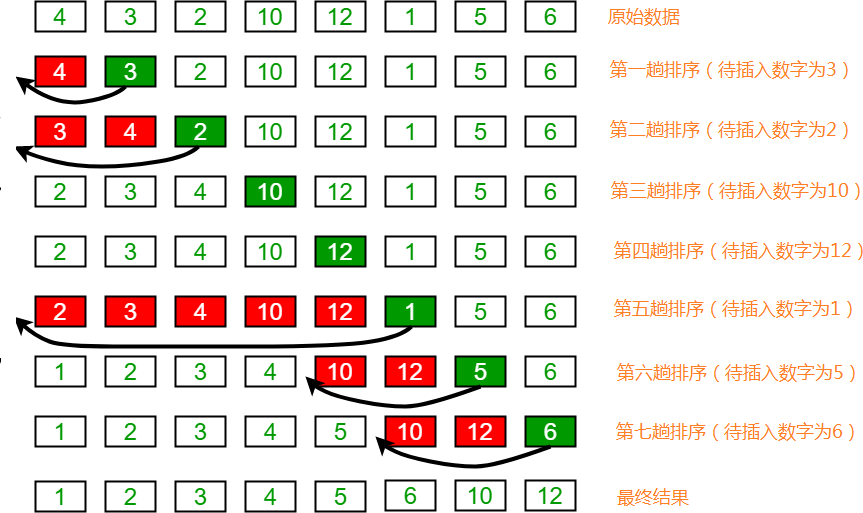 4 3 2 10 12 1 5 6 原始数据
4 3 2 10 12 1 5 6 第一趟排序（待插入数字为3）
3 4 2 10 12 1 5 6 第二趟排序（待插入数字为2）
2 3 4 10 12 1 5 6 第三趟排序（待插入数字为10）
2 3 4 10 12 1 5 6 第四趟排序（待插入数字为12）
2 3 4 10 12 1 5 6 第五趟排序（待插入数字为1）
1 2 3 4 10 12 5 6 第六趟排序（待插入数字为5）
1 2 3 4 5 10 12 6 第七趟排序（待插入数字为6）
1 2 3 4 5 6 10 12 最终结果